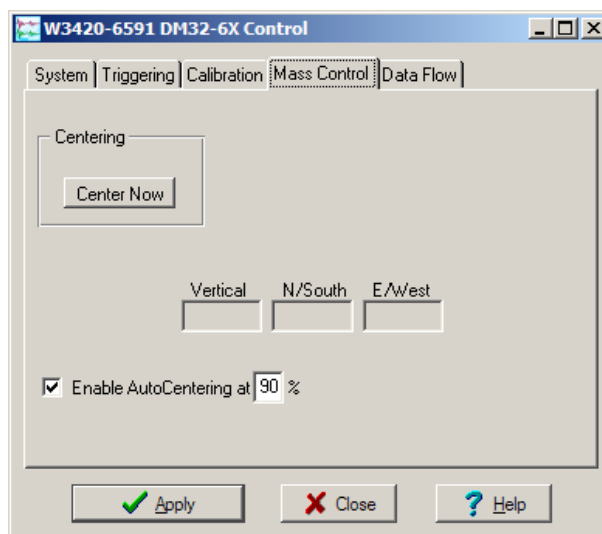 W3420-6591 DM32-6X Control
System Triggering Calibration Mass Control Data Flow
Centering
Center Now
Vertical N/South E/West
Enable AutoCentering at 90 %
Apply Close Help